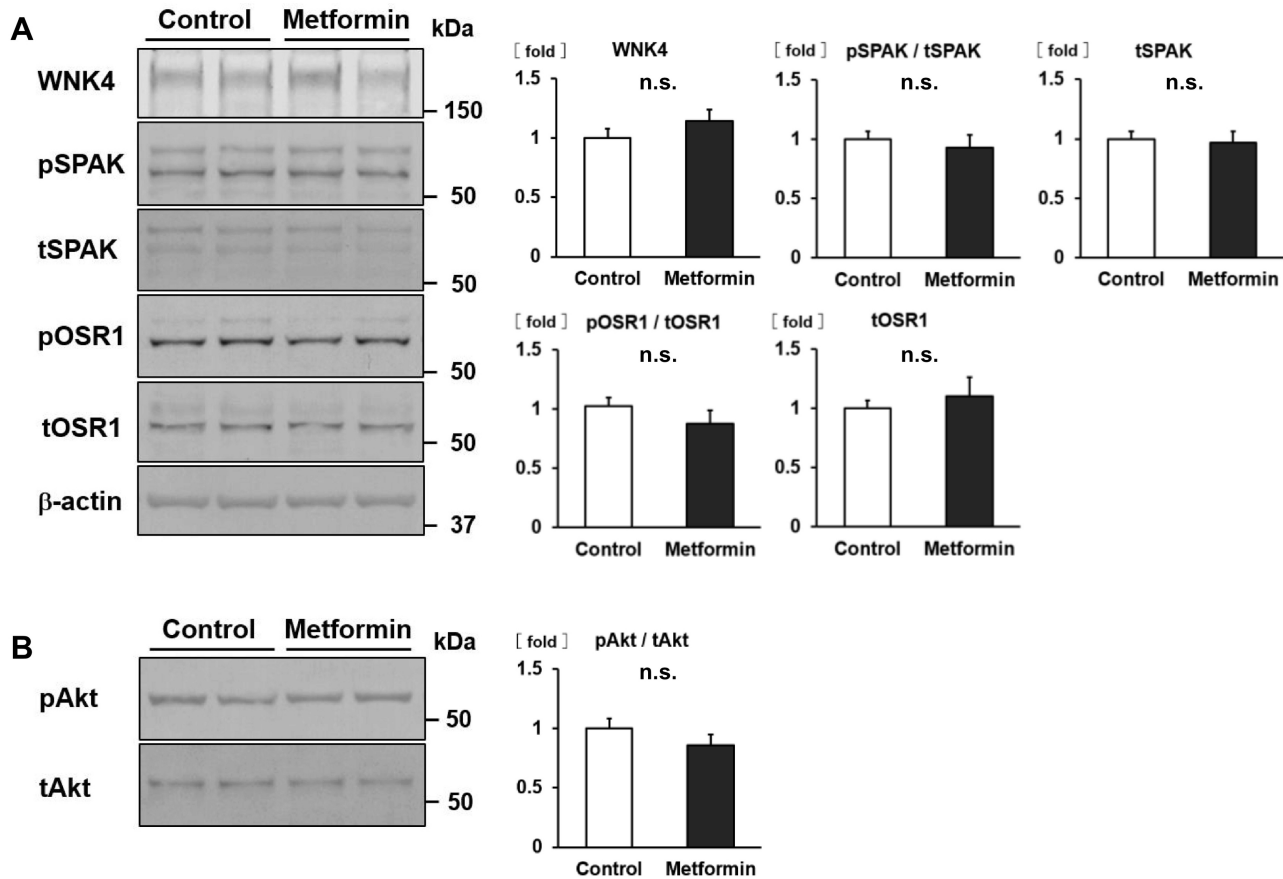 A
Control Metformin kDa
WNK4
150
pSPAK
50
tSPAK
50
pOSR1
50
tOSR1
50
β-actin
37
[ fold ] WNK4
n.s.
1.5
1
0.5
0
Control Metformin
[ fold ] pSPAK / tSPAK
n.s.
1.5
1
0.5
0
Control Metformin
[ fold ] tSPAK
n.s.
1.5
1
0.5
0
Control Metformin
[ fold ] pOSR1 / tOSR1
n.s.
1.5
1
0.5
0
Control Metformin
[ fold ] tOSR1
n.s.
1.5
1
0.5
0
Control Metformin
B
Control Metformin kDa
pAkt
50
tAkt
50
[ fold ] pAkt / tAkt
n.s.
1.5
1
0.5
0
Control Metformin